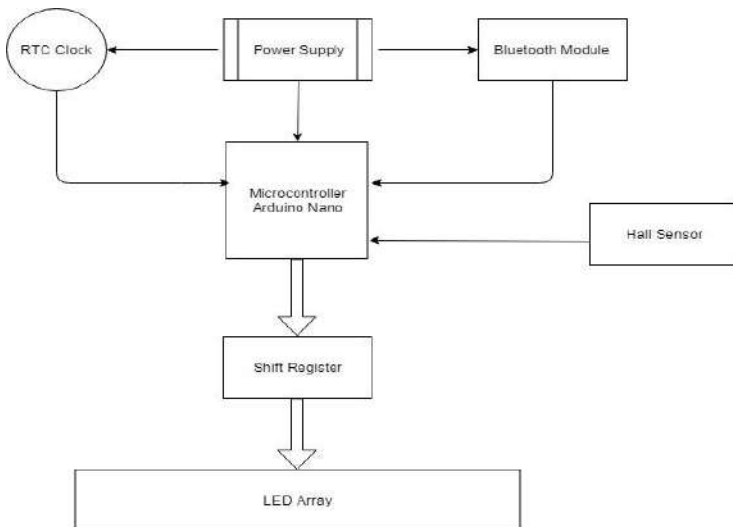 RTC Clock
Power Supply
Bluetooth Module
Microcontroller
Arduino Nano
Hall Sensor
Shift Register
LED Array